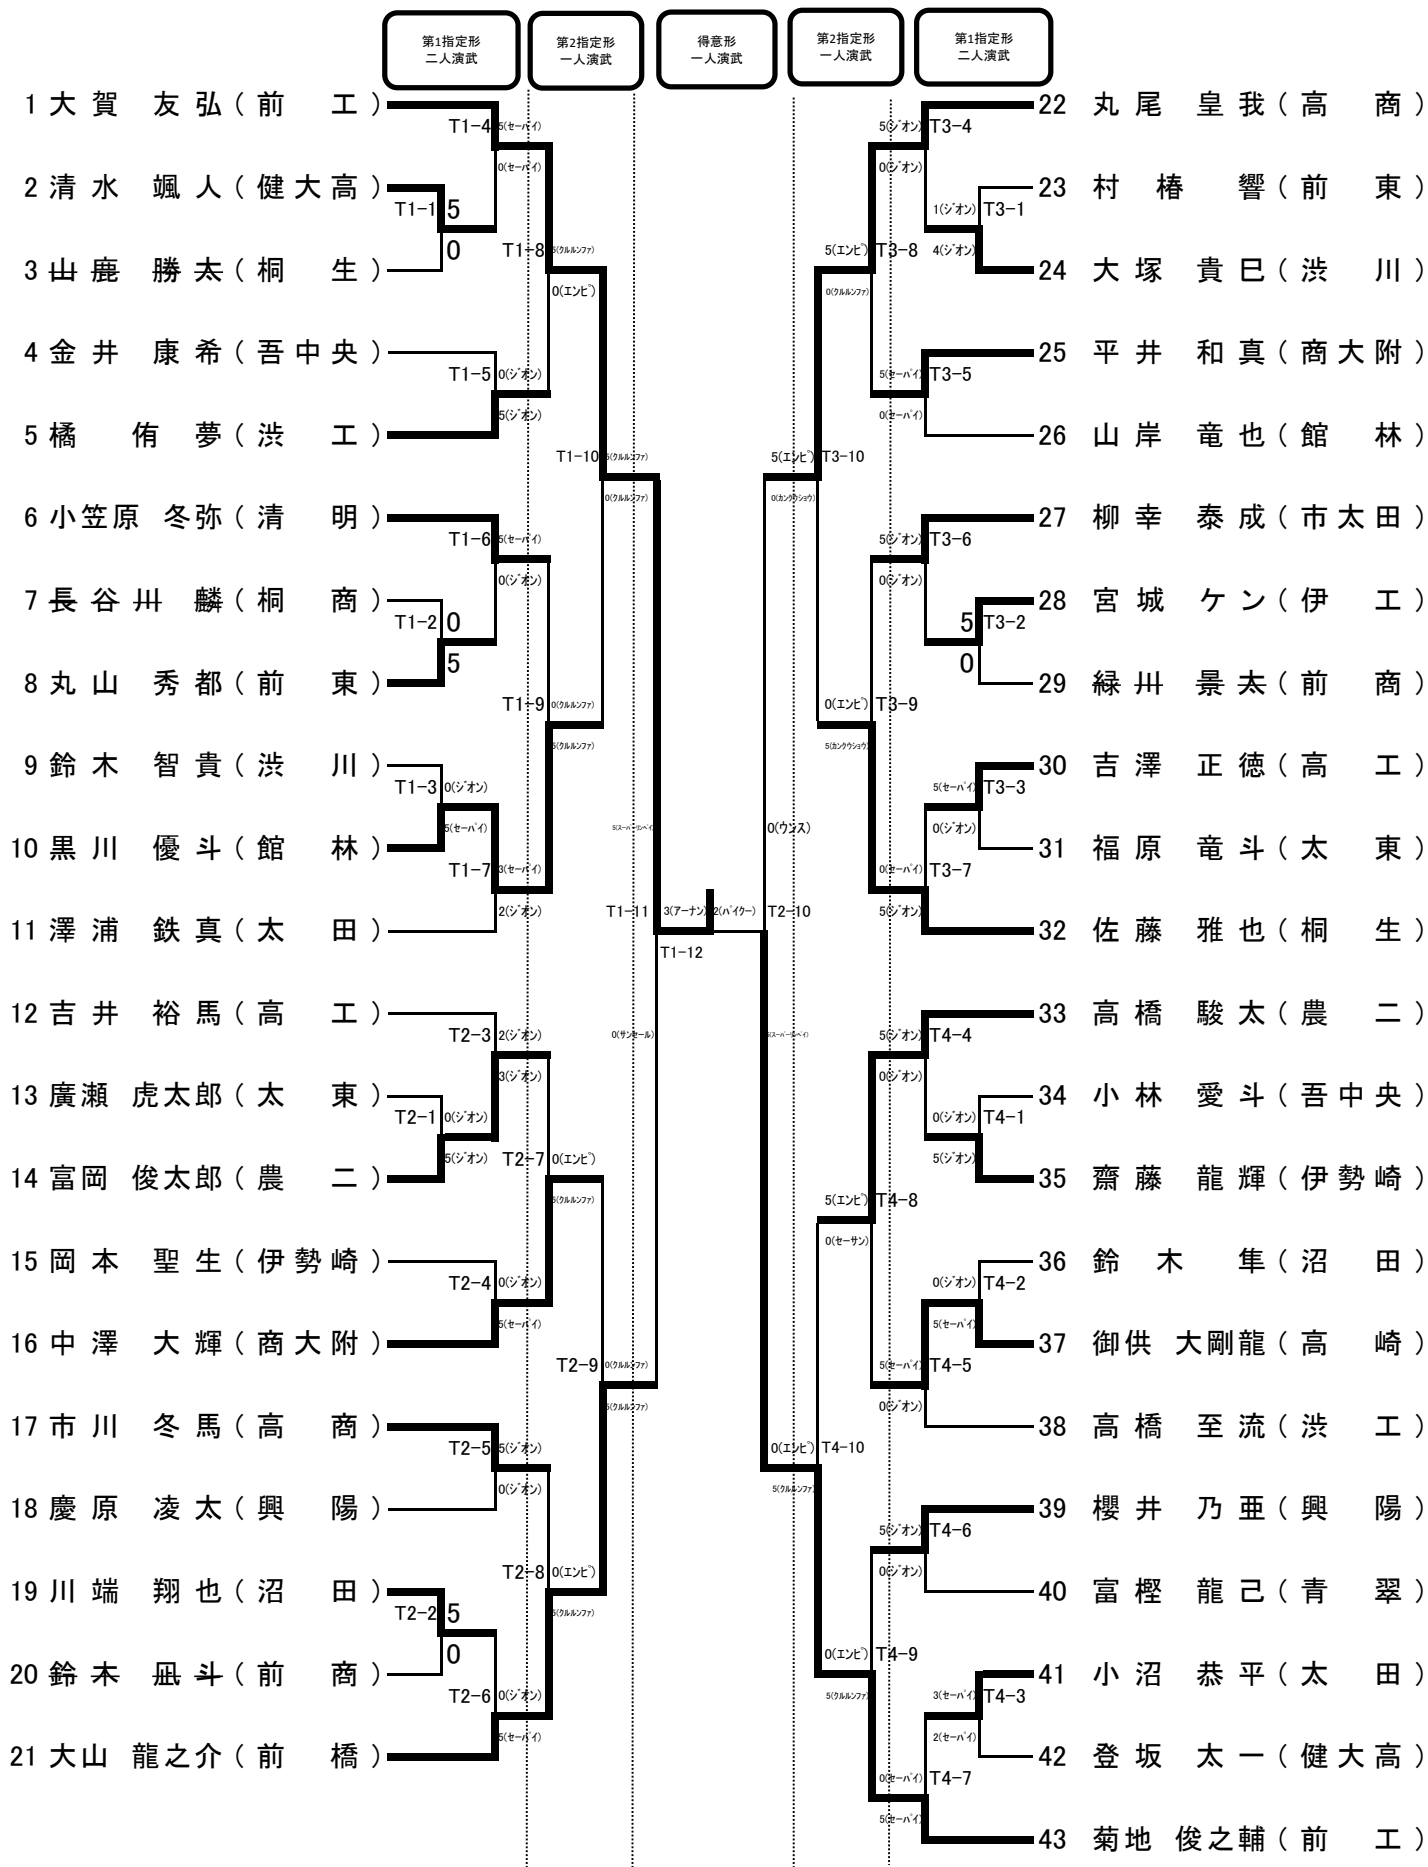 第1指定形
二人演武
第2指定形
一人演武
得意形
一人演武
第2指定形
一人演武
第1指定形
二人演武
1 大賀 友弘（前 工）
2 清水 颯人（健大高）
3 山鹿 勝太（桐 生）
4 金井 康希（吾中央）
5 橘 侑夢（渋 工）
6 小笠原 冬弥（清 明）
7 長谷川 麟（桐 商）
8 丸山 秀都（前 東）
9 鈴木 智貴（渋 川）
10 黒川 優斗（館 林）
11 澤浦 鉄真（太 田）
12 吉井 裕馬（高 工）
13 廣瀬 虎太郎（太 東）
14 富岡 俊太郎（農 二）
15 岡本 聖生（伊勢崎）
16 中澤 大輝（商大附）
17 市川 冬馬（高 商）
18 慶原 凌太（興 陽）
19 川端 翔也（沼 田）
20 鈴木 凪斗（前 商）
21 大山 龍之介（前 橋）
T1-4 5(セーパイ)
0(セーパイ)
T1-1 5
0
T1-8 5(クルルンファ)
0(エンピ)
T1-5 0(ジオン)
5(ジオン)
T1-10 5(クルルンファ)
0(クルルンファ)
T1-6 5(セーパイ)
0(ジオン)
T1-2 0
5
T1-9 0(クルルンファ)
5(クルルンファ)
T1-3 0(ジオン)
5(セーパイ)
T1-7 3(セーパイ)
2(ジオン)
5(スーパーリンペイ)
T1-11
0(サンセール)
3(アーナン) 2(パイクー)
T1-12
T2-3 2(ジオン)
3(ジオン)
T2-1 0(ジオン)
5(ジオン)
T2-7 0(エンピ)
5(クルルンファ)
T2-4 0(ジオン)
5(セーパイ)
T2-9 0(クルルンファ)
5(クルルンファ)
T2-5 5(ジオン)
0(ジオン)
T2-8 0(エンピ)
5(クルルンファ)
T2-2 5
0
T2-6 0(ジオン)
5(セーパイ)
0(ウンス)
T2-10
5(スーパーリンペイ)
5(ジオン) T3-4
0(ジオン)
1(ジオン) T3-1
4(ジオン)
5(エンピ) T3-8
0(クルルンファ)
5(セーパイ) T3-5
0(セーパイ)
5(エンピ) T3-10
0(カンクウショウ)
5(ジオン) T3-6
0(ジオン)
5 T3-2
0
0(エンピ) T3-9
5(カンクウショウ)
5(セーパイ) T3-3
0(ジオン)
0(セーパイ) T3-7
5(ジオン)
5(ジオン) T4-4
0(ジオン)
0(ジオン) T4-1
5(ジオン)
5(エンピ) T4-8
0(セーサン)
0(ジオン) T4-2
5(セーパイ)
5(セーパイ) T4-5
0(ジオン)
0(エンピ) T4-10
5(クルルンファ)
5(ジオン) T4-6
0(ジオン)
0(エンピ) T4-9
5(クルルンファ)
3(セーパイ) T4-3
2(セーパイ)
0(セーパイ) T4-7
5(セーパイ)
22 丸尾 皇我（高 商）
23 村椿 響（前 東）
24 大塚 貴巳（渋 川）
25 平井 和真（商大附）
26 山岸 竜也（館 林）
27 柳幸 泰成（市太田）
28 宮城 ケン（伊 工）
29 緑川 景太（前 商）
30 吉澤 正徳（高 工）
31 福原 竜斗（太 東）
32 佐藤 雅也（桐 生）
33 高橋 駿太（農 二）
34 小林 愛斗（吾中央）
35 齋藤 龍輝（伊勢崎）
36 鈴木 隼（沼 田）
37 御供 大剛龍（高 崎）
38 高橋 至流（渋 工）
39 櫻井 乃亜（興 陽）
40 富樫 龍己（青 翠）
41 小沼 恭平（太 田）
42 登坂 太一（健大高）
43 菊地 俊之輔（前 工）